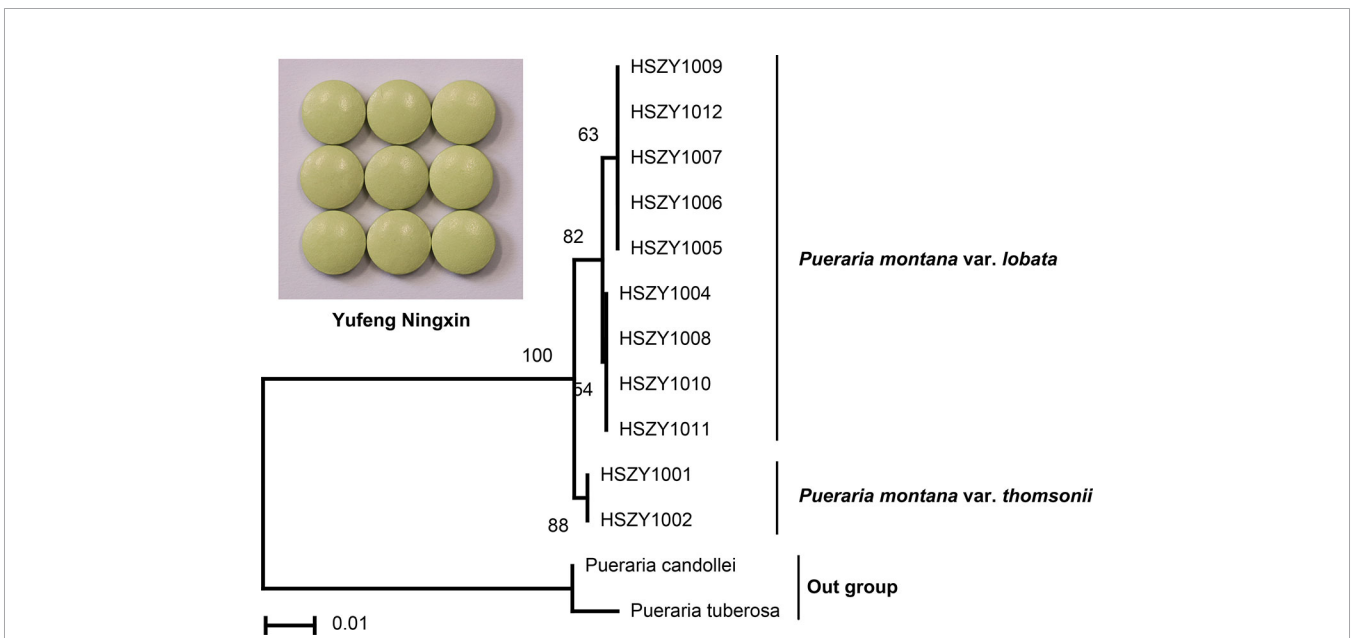 HSZY1009
HSZY1012
63
HSZY1007
HSZY1006
82
HSZY1005
Pueraria montana var. lobata
HSZY1004
Yufeng Ningxin
HSZY1008
100
54
HSZY1010
HSZY1011
HSZY1001
Pueraria montana var. thomsonii
88
HSZY1002
Pueraria candollei
Out group
Pueraria tuberosa
0.01